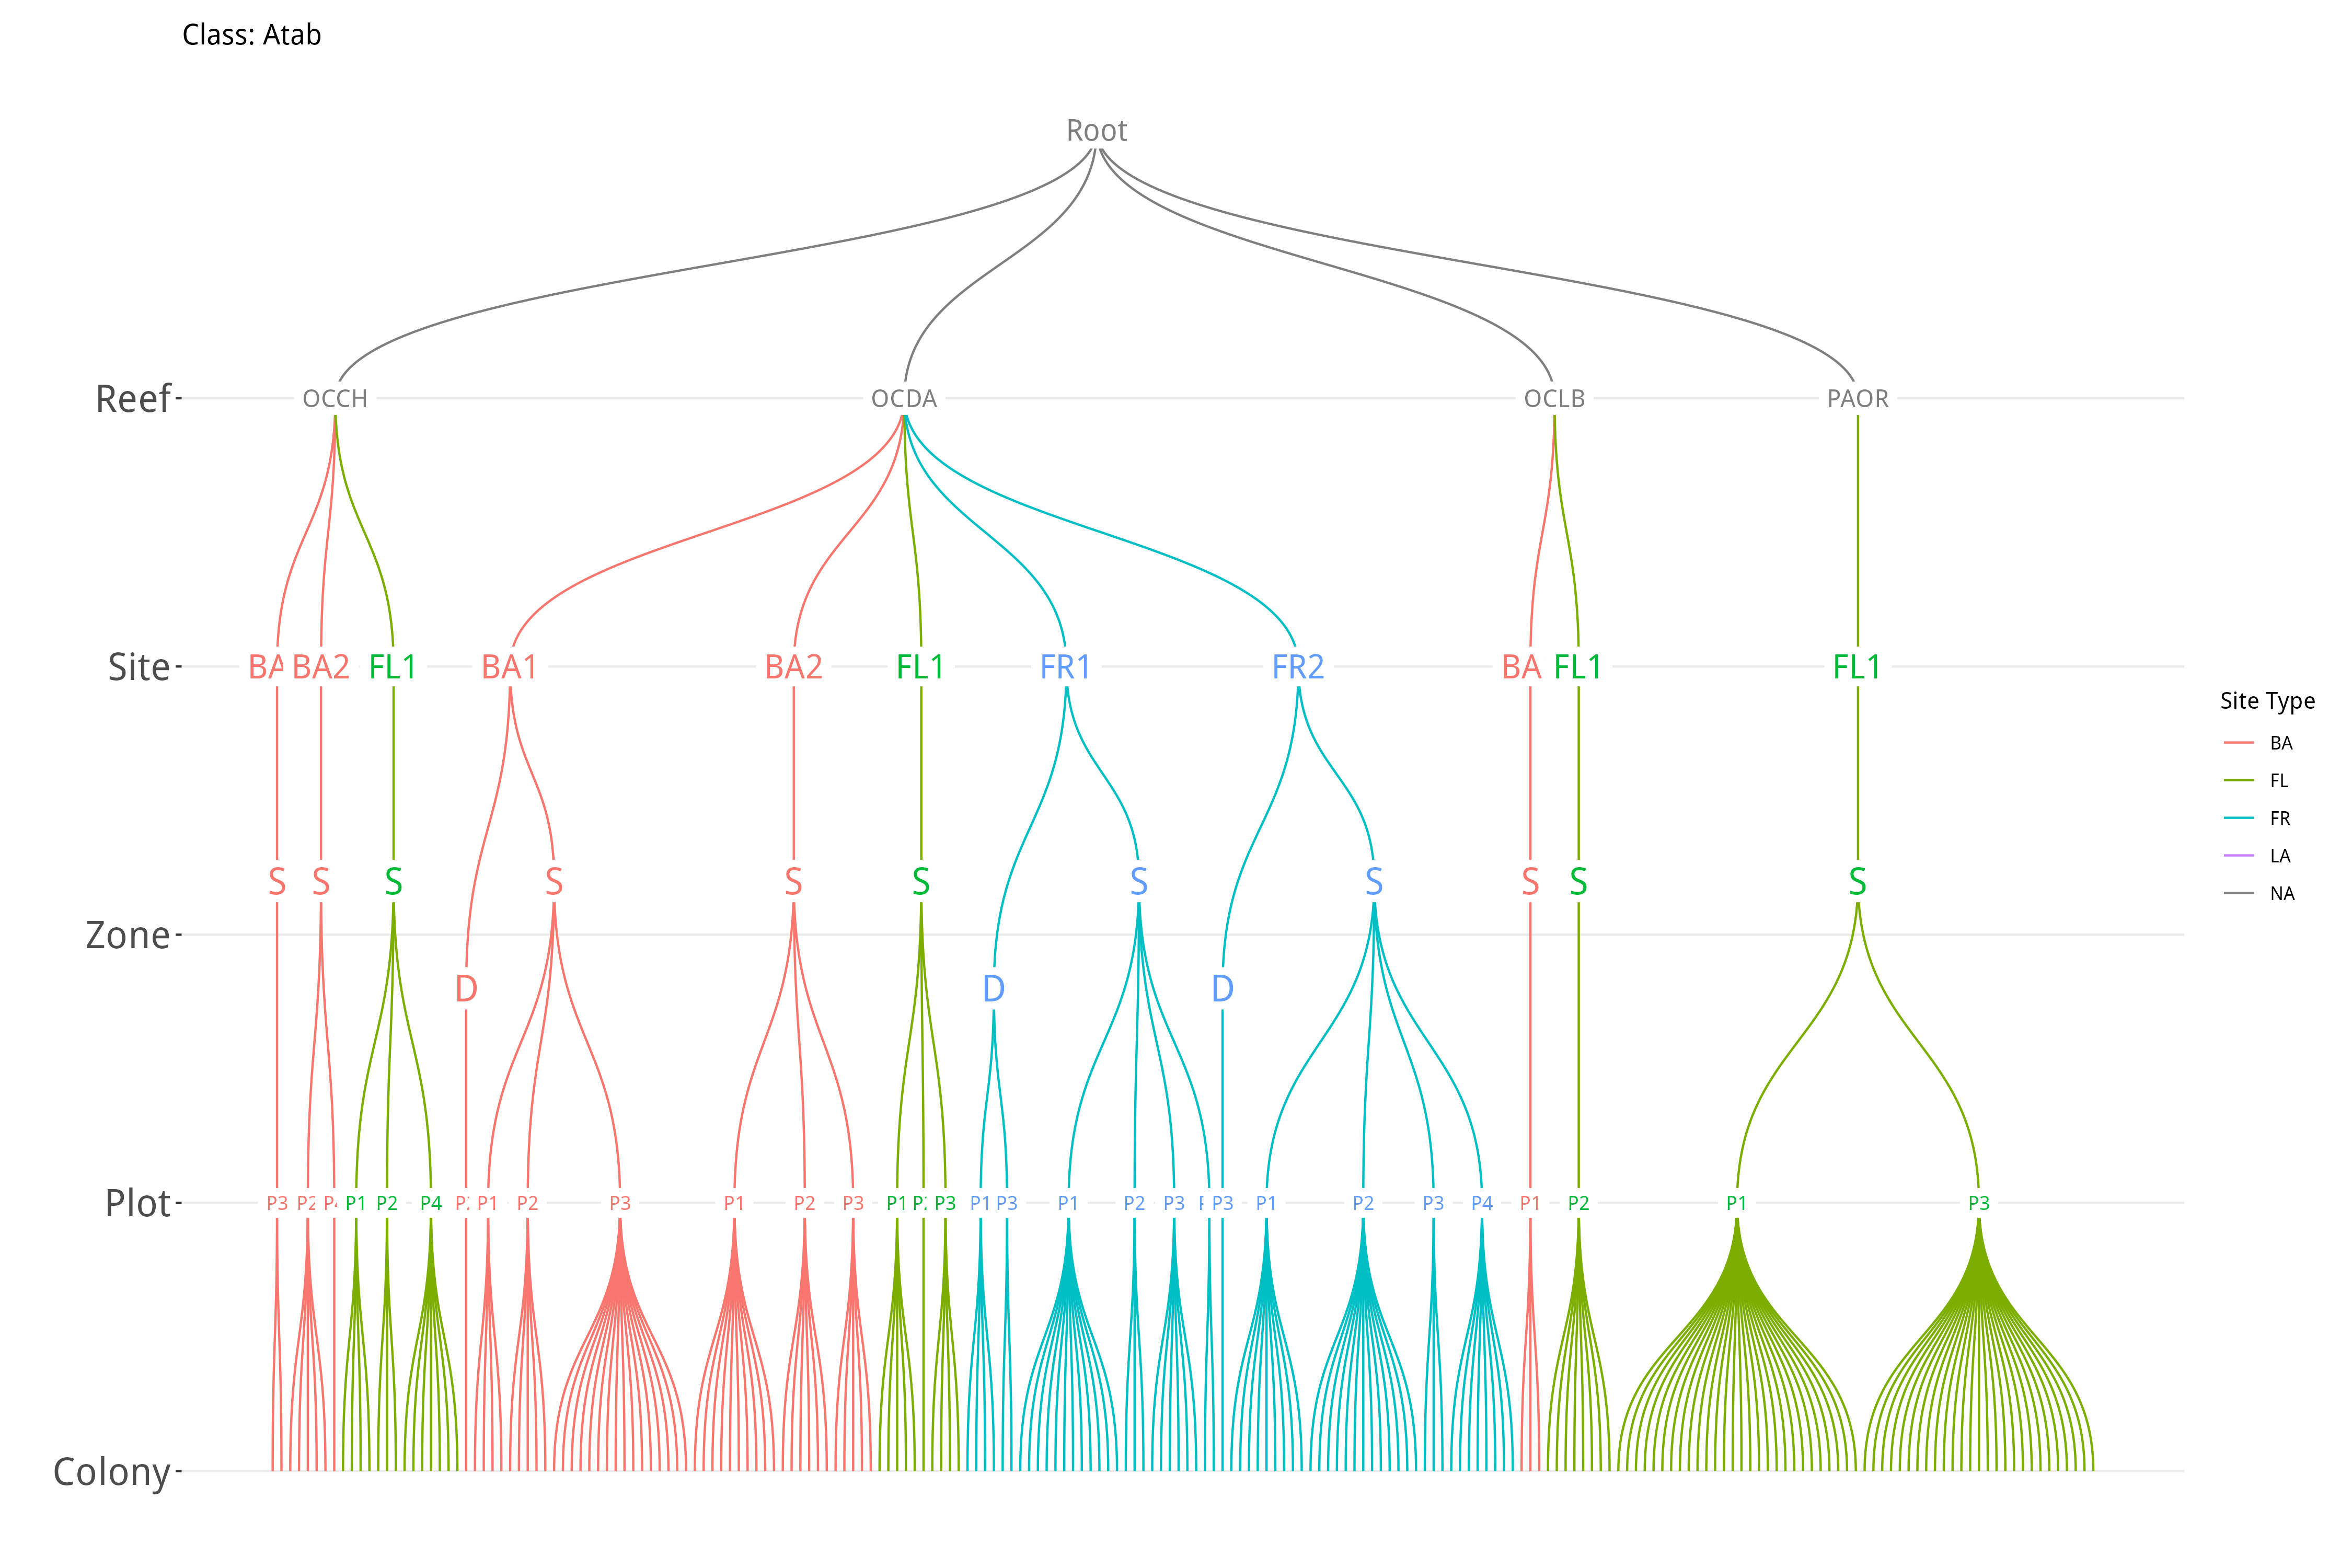 Class: Atab
Root
Reef
OCCH OCDA OCLB PAOR
Site
BA BA2 FL1 BA1 BA2 FL1 FR1 FR2 BA FL1 FL1
Site Type
BA
FL
FR
LA
NA
S S S S S S S S S S S
Zone
D D D
Plot
P3 P2 P1 P2 P4 P1 P2 P3 P1 P2 P3 P1 P3 P1 P3 P1 P2 P3 P3 P1 P2 P3 P4 P1 P2 P1 P3
Colony